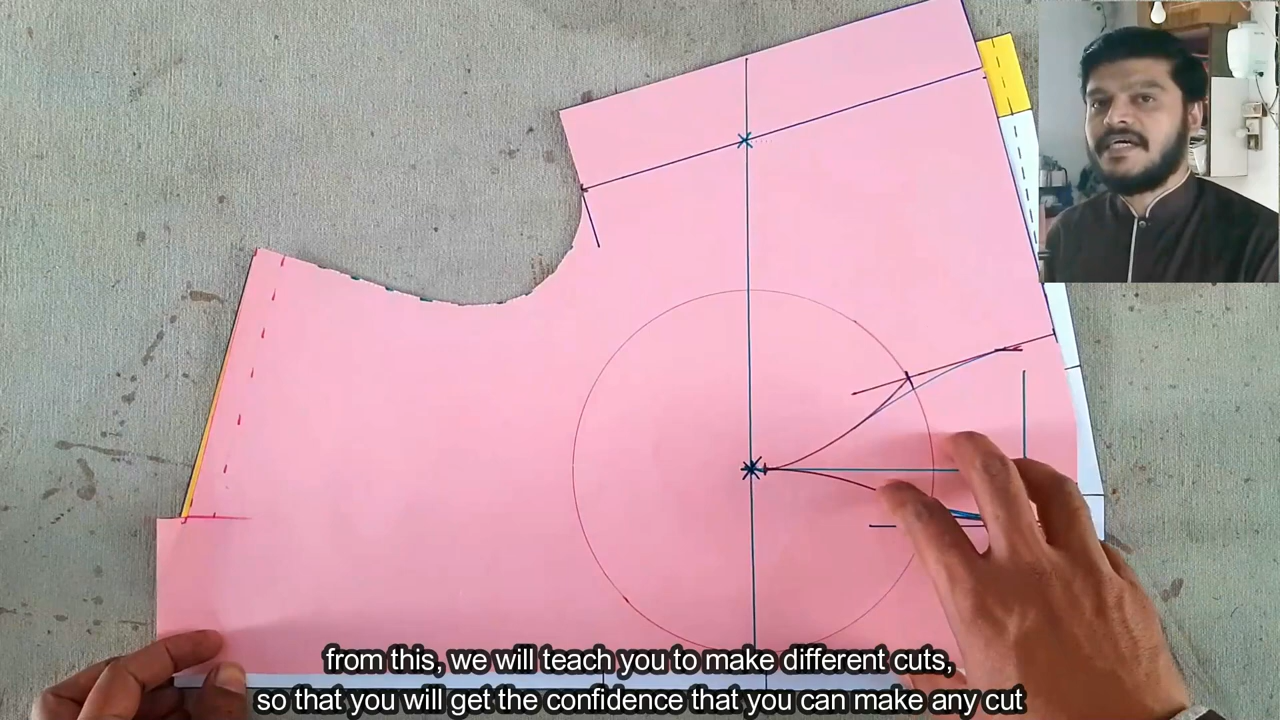 from this, we will teach you to make different cuts,
so that you will get the confidence that you can make any cut